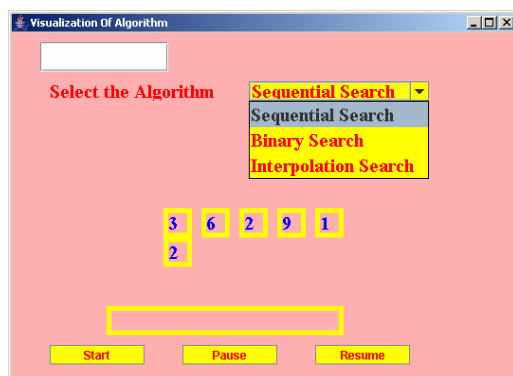 Visualization Of Algorithm
Select the Algorithm Sequential Search
Sequential Search
Binary Search
Interpolation Search
3 6 2 9 1
2
Start Pause Resume